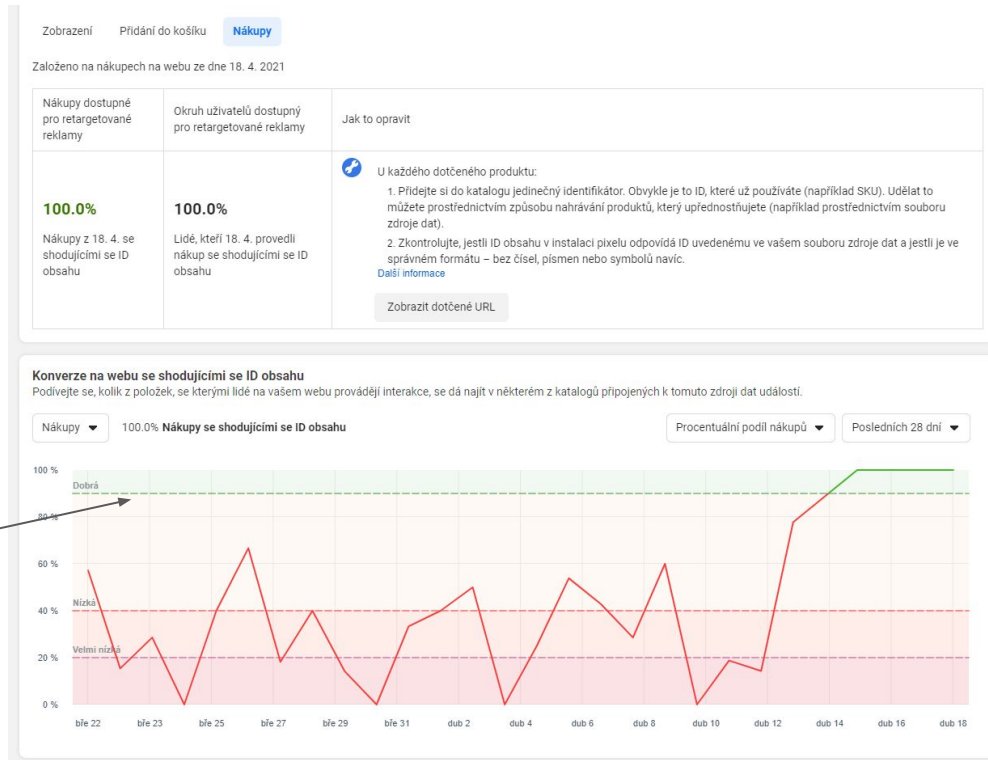 Zobrazení Přidání do košíku Nákupy
Založeno na nákupech na webu ze dne 18. 4. 2021
Nákupy dostupné
pro retargetované
reklamy
Okruh uživatelů dostupný
pro retargetované reklamy
Jak to opravit
100.0%
Nákupy z 18. 4. se
shodujícími se ID
obsahu
100.0%
Lidé, kteří 18. 4. provedli
nákup se shodujícími se ID
obsahu
U každého dotčeného produktu:
1. Přidejte si do katalogu jedinečný identifikátor. Obvykle je to ID, které už používáte (například SKU). Udělat to
můžete prostřednictvím způsobu nahrávání produktů, který upřednostňujete (například prostřednictvím souboru
zdroje dat).
2. Zkontrolujte, jestli ID obsahu v instalaci pixelu odpovídá ID uvedenému ve vašem souboru zdroje dat a jestli je ve
správném formátu – bez čísel, písmen nebo symbolů navíc.
Další informace
Zobrazit dotčené URL
Konverze na webu se shodujícími se ID obsahu
Podívejte se, kolik z položek, se kterými lidé na vašem webu provádějí interakce, se dá najít v některém z katalogů připojených k tomuto zdroji dat událostí.
Nákupy 100.0% Nákupy se shodujícími se ID obsahu Procentuální podíl nákupů Posledních 28 dní
100 %
Dobrá
80 %
60 %
Nízká
40 %
Velmi nízká
20 %
0 %
bře 22 bře 23 bře 25 bře 27 bře 29 bře 31 dub 2 dub 4 dub 6 dub 8 dub 10 dub 12 dub 14 dub 16 dub 18